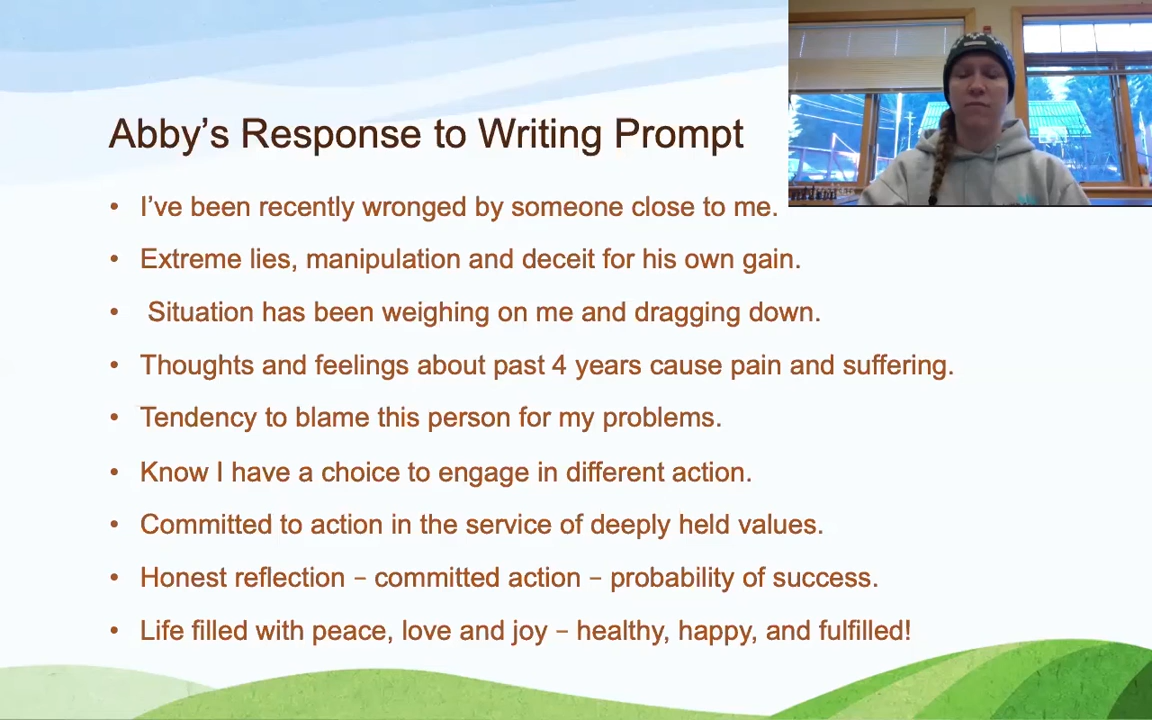 Abby’s Response to Writing Prompt
• I’ve been recently wronged by someone close to me.
• Extreme lies, manipulation and deceit for his own gain.
• Situation has been weighing on me and dragging down.
• Thoughts and feelings about past 4 years cause pain and suffering.
• Tendency to blame this person for my problems.
• Know I have a choice to engage in different action.
• Committed to action in the service of deeply held values.
• Honest reflection – committed action – probability of success.
• Life filled with peace, love and joy – healthy, happy, and fulfilled!